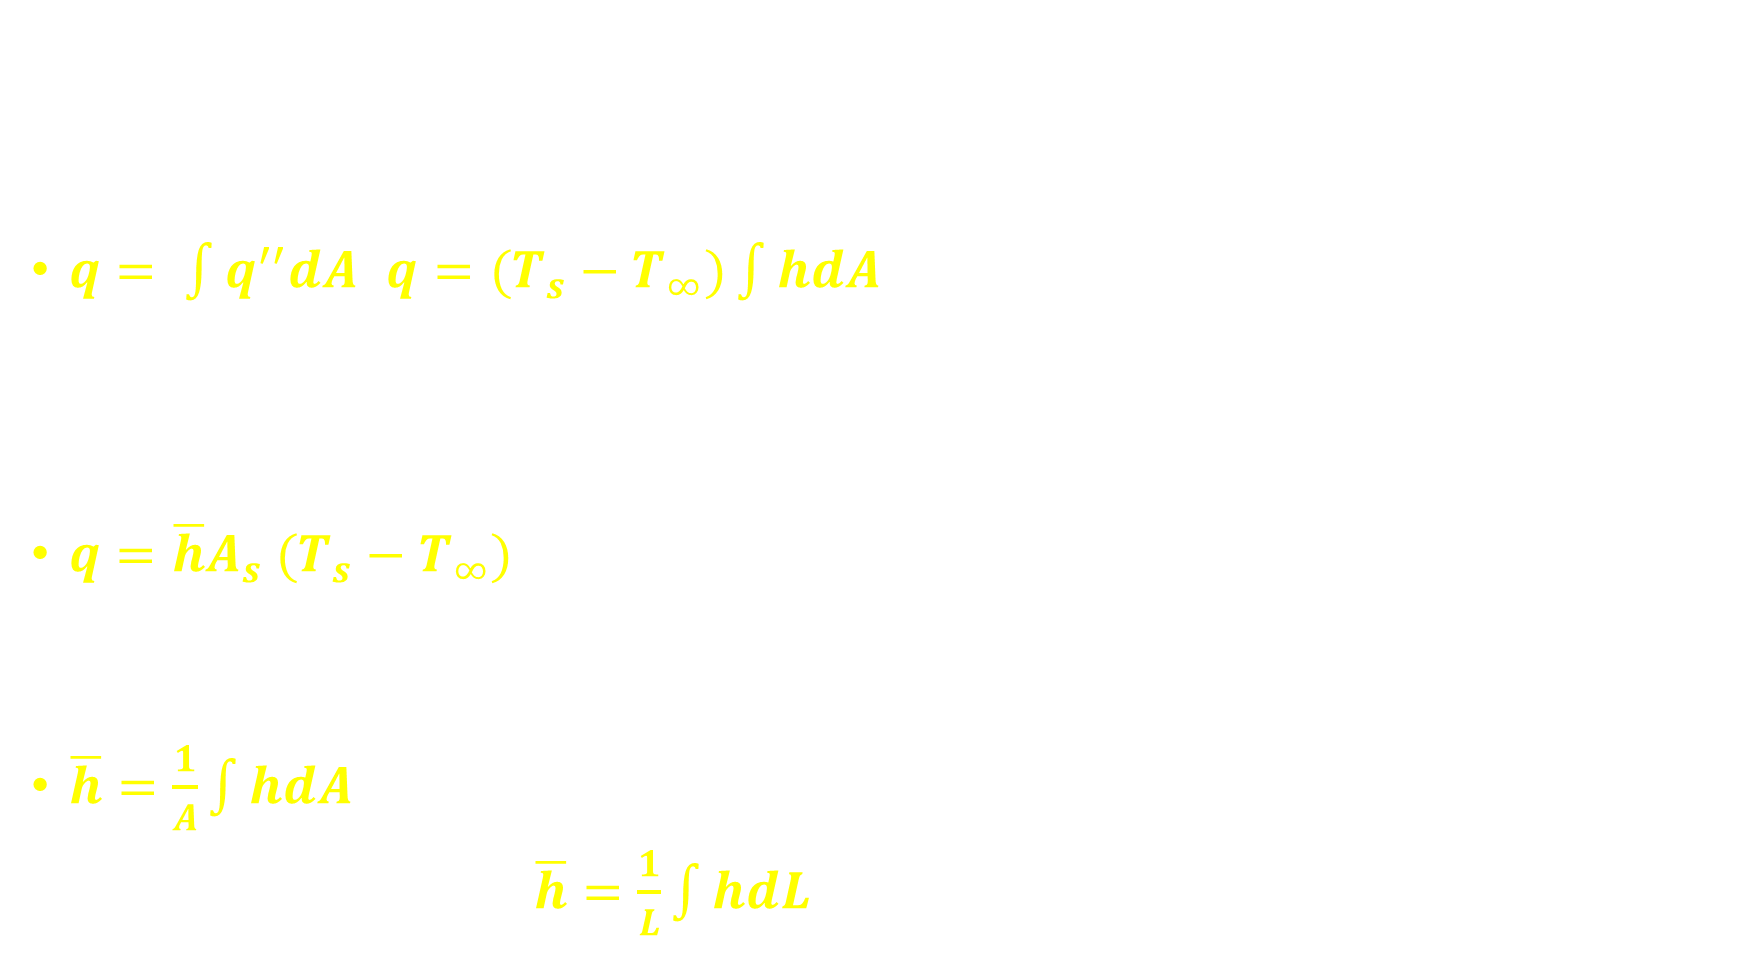 • q = ∫ q′′dA q = (Tₛ − T∞) ∫ hdA
• q = h̅Aₛ (Tₛ − T∞)
• h̅ = 1/A ∫ hdA
h̅ = 1/L ∫ hdL